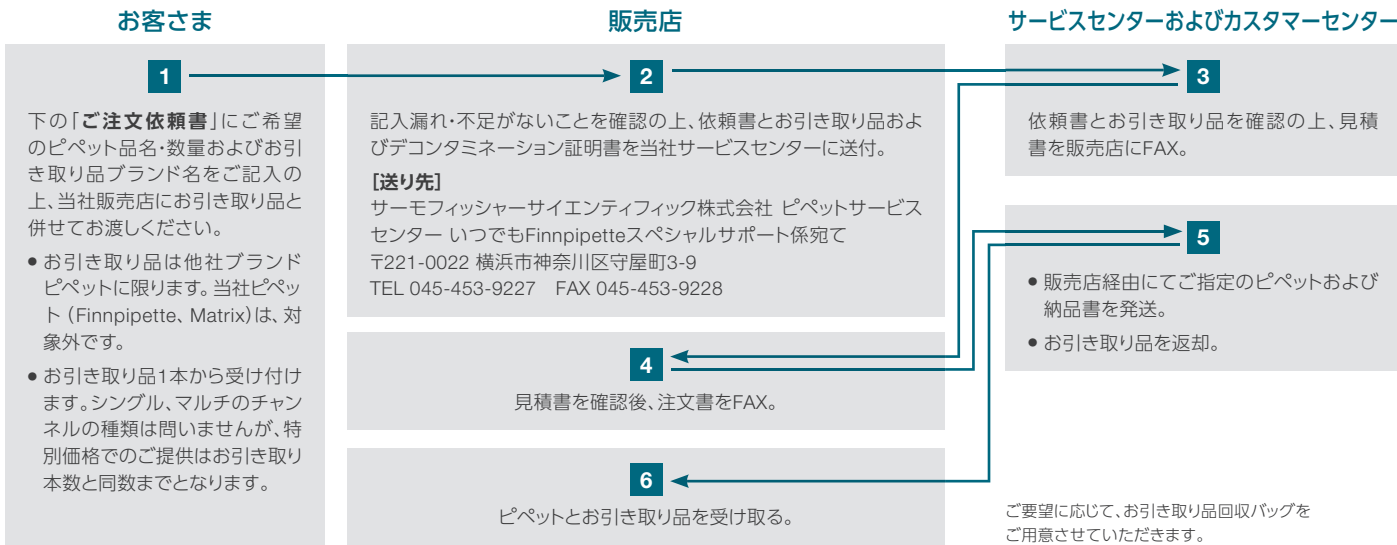 お客さま
1
下の「ご注文依頼書」にご希望
のピペット品名・数量およびお引
き取り品ブランド名をご記入の
上、当社販売店にお引き取り品と
併せてお渡しください。
● お引き取り品は他社ブランド
ピペットに限ります。当社ピペッ
ト（Finnpipette、Matrix）は、対
象外です。
● お引き取り品1本から受け付け
ます。シングル、マルチのチャン
ネルの種類は問いませんが、特
別価格でのご提供はお引き取り
本数と同数までとなります。
販売店
2
記入漏れ・不足がないことを確認の上、依頼書とお引き取り品およ
びデコンタミネーション証明書を当社サービスセンターに送付。
[送り先]
サーモフィッシャーサイエンティフィック株式会社 ピペットサービス
センター いつでもFinnpipetteスペシャルサポート係宛て
〒221-0022 横浜市神奈川区守屋町3-9
TEL 045-453-9227 FAX 045-453-9228
4
見積書を確認後、注文書をFAX。
6
ピペットとお引き取り品を受け取る。
サービスセンターおよびカスタマーセンター
3
依頼書とお引き取り品を確認の上、見積
書を販売店にFAX。
5
● 販売店経由にてご指定のピペットおよび
納品書を発送。
● お引き取り品を返却。
ご要望に応じて、お引き取り品回収バッグを
ご用意させていただきます。